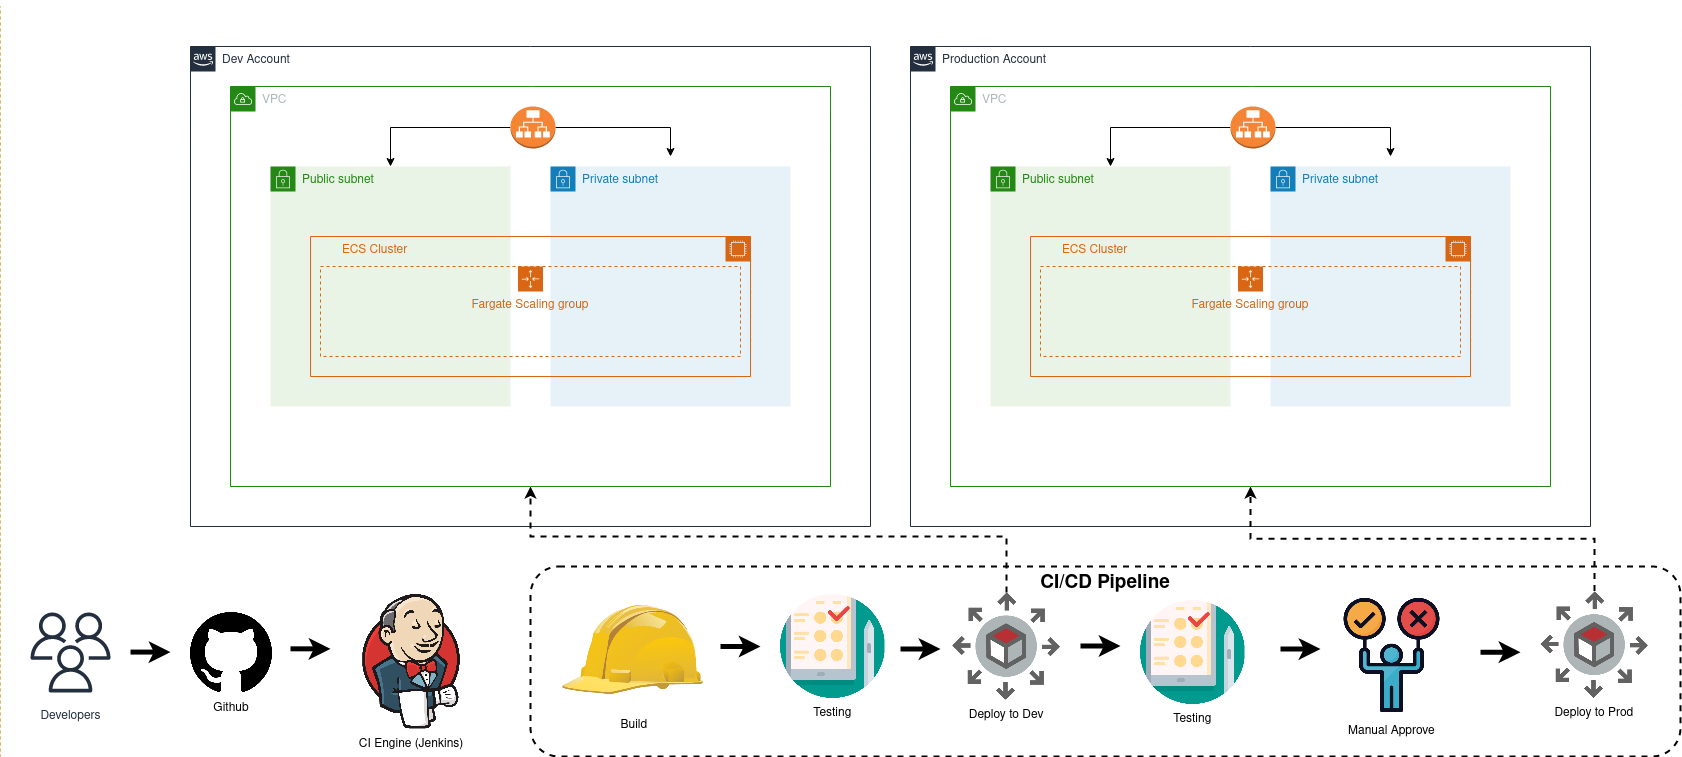 aws Dev Account
VPC
Public subnet
Private subnet
ECS Cluster
Fargate Scaling group
aws Production Account
VPC
Public subnet
Private subnet
ECS Cluster
Fargate Scaling group
CI/CD Pipeline
Developers
Github
CI Engine (Jenkins)
Build
Testing
Deploy to Dev
Testing
Manual Approve
Deploy to Prod